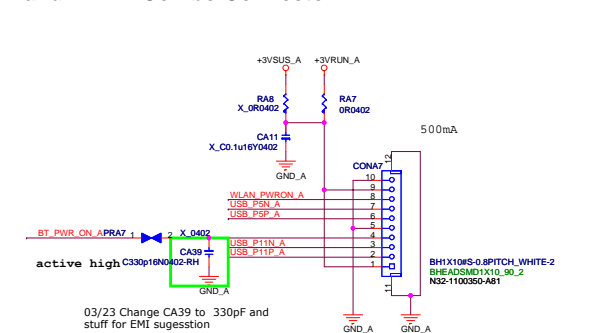 +3VSUS_A
+3VRUN_A
RA8
X_0R0402
RA7
0R0402
500mA
CA11
X_C0.1u16Y0402
GND_A
CONA7
12
10
9
WLAN_PWRON_A
8
USB_P5N_A
7
USB_P5P_A
6
5
BT_PWR_ON_A
PRA7
1
2
X_0402
4
USB_P11N_A
3
USB_P11P_A
2
1
CA39
active high
C330p16N0402-RH
GND_A
BH1X10#S-0.8PITCH_WHITE-2
BHEADSMD1X10_90_2
N32-1100350-A81
11
03/23 Change CA39 to 330pF and
stuff for EMI sugesstion
GND_A
GND_A